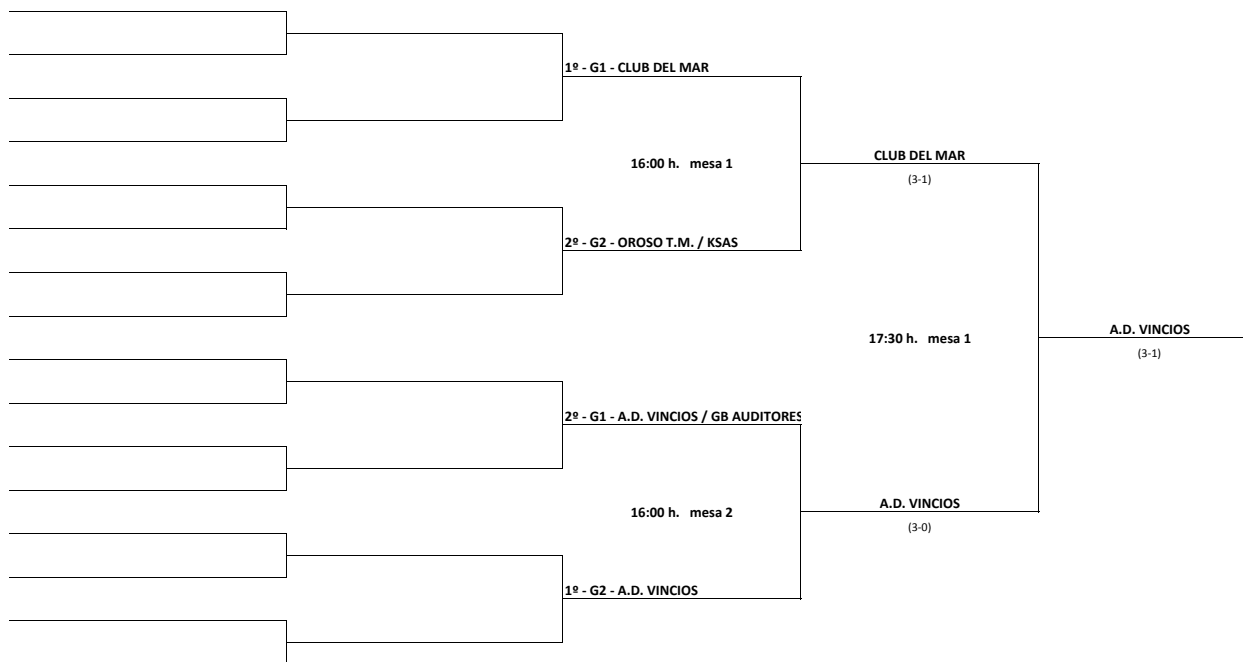 1º - G1 - CLUB DEL MAR
CLUB DEL MAR
16:00 h. mesa 1
(3-1)
2º - G2 - OROSO T.M. / KSAS
A.D. VINCIOS
17:30 h. mesa 1
(3-1)
2º - G1 - A.D. VINCIOS / GB AUDITORES
A.D. VINCIOS
16:00 h. mesa 2
(3-0)
1º - G2 - A.D. VINCIOS